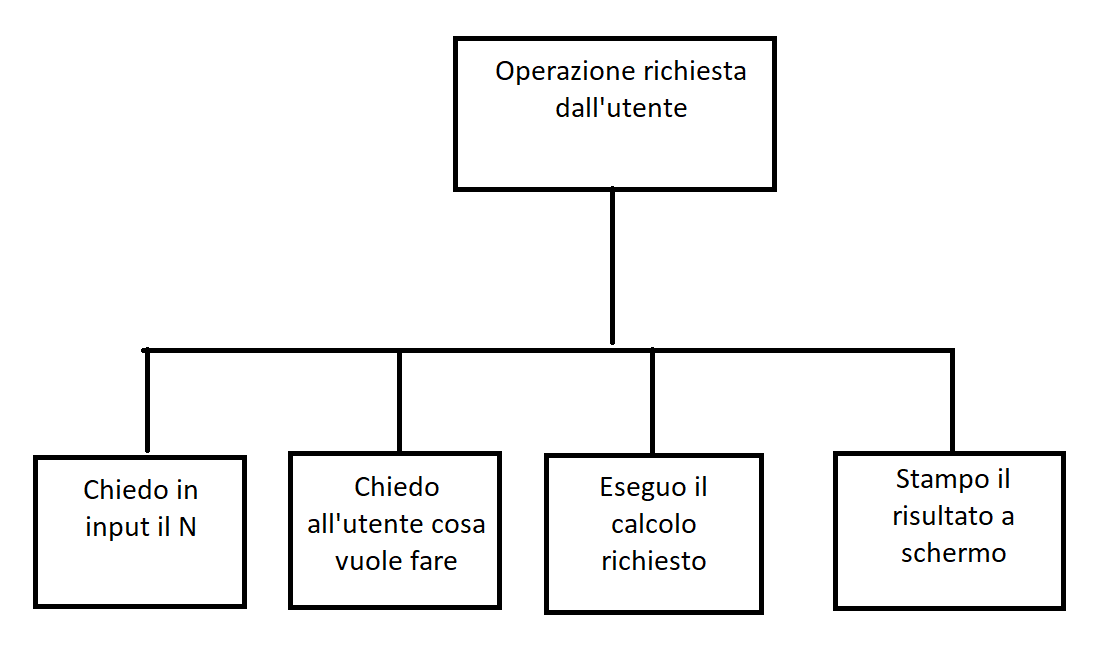 Operazione richiesta
dall'utente
Chiedo in
input il N
Chiedo
all'utente cosa
vuole fare
Eseguo il
calcolo
richiesto
Stampo il
risultato a
schermo